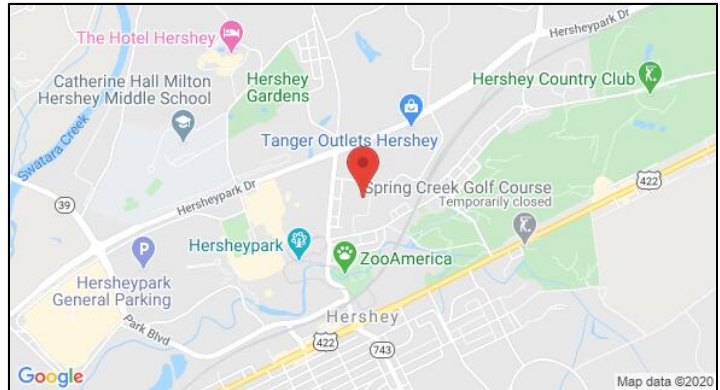 Hersheypark Dr
The Hotel Hershey
Catherine Hall Milton
Hershey Middle School
Hershey
Gardens
Hershey Country Club
Swatara Creek
Tanger Outlets Hershey
422
Spring Creek Golf Course
Temporarily closed
39
Hersheypark Dr
Hersheypark
ZooAmerica
P
Hersheypark
General Parking
Park Blvd
Hershey
422
743
Google
Map data ©2020